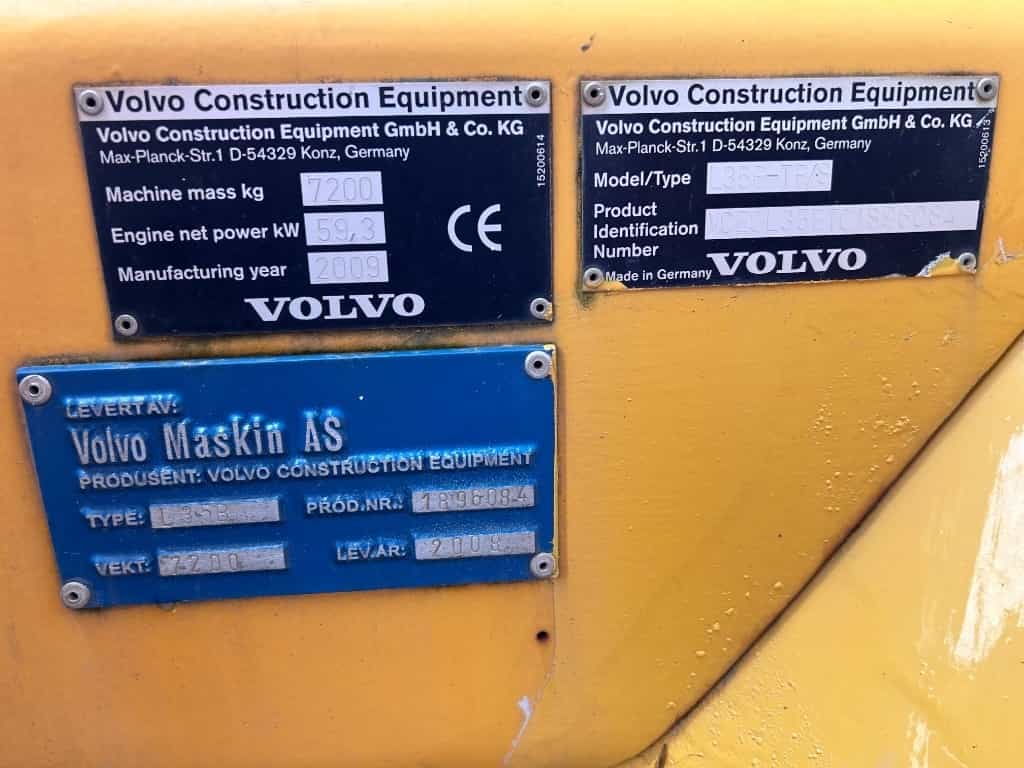 Volvo Construction Equipment
Volvo Construction Equipment GmbH & Co. KG
Max-Planck-Str.1 D-54329 Konz, Germany
Machine mass kg 7200
Engine net power kW 59,3
Manufacturing year 2009
CE
VOLVO
15200614
Volvo Construction Equipment
Volvo Construction Equipment GmbH & Co. KG
Max-Planck-Str.1 D-54329 Konz, Germany
Model/Type
Product
Identification
Number
Made in Germany VOLVO
15200613
LEVERT AV:
Volvo Maskin AS
PRODUSENT: VOLVO CONSTRUCTION EQUIPMENT
TYPE: L35B PROD.NR.: 1896084
VEKT: 7200 LEV.ÅR: 2008